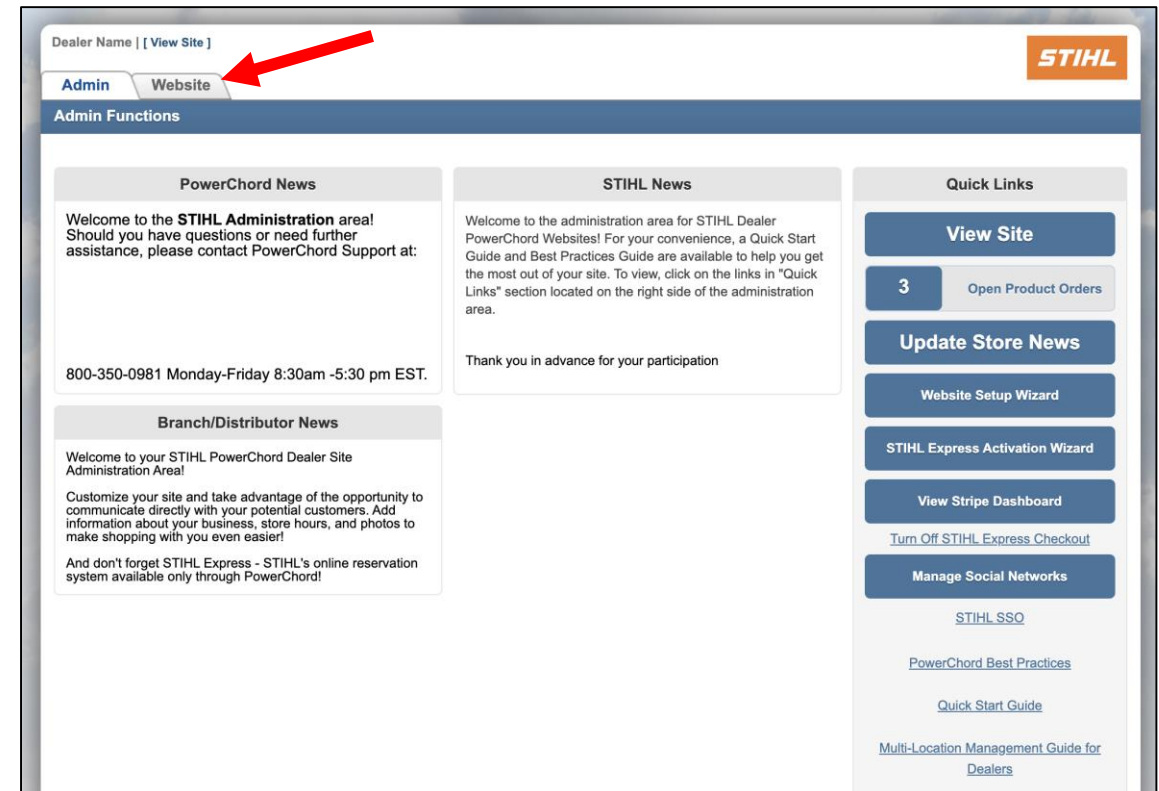 Dealer Name | [ View Site ]
STIHL
Admin
Website
Admin Functions
PowerChord News
Welcome to the STIHL Administration area!
Should you have questions or need further
assistance, please contact PowerChord Support at:
800-350-0981 Monday-Friday 8:30am -5:30 pm EST.
Branch/Distributor News
Welcome to your STIHL PowerChord Dealer Site
Administration Area!
Customize your site and take advantage of the opportunity to
communicate directly with your potential customers. Add
information about your business, store hours, and photos to
make shopping with you even easier!
And don't forget STIHL Express - STIHL's online reservation
system available only through PowerChord!
STIHL News
Welcome to the administration area for STIHL Dealer
PowerChord Websites! For your convenience, a Quick Start
Guide and Best Practices Guide are available to help you get
the most out of your site. To view, click on the links in "Quick
Links" section located on the right side of the administration
area.
Thank you in advance for your participation
Quick Links
View Site
3 Open Product Orders
Update Store News
Website Setup Wizard
STIHL Express Activation Wizard
View Stripe Dashboard
Turn Off STIHL Express Checkout
Manage Social Networks
STIHL SSO
PowerChord Best Practices
Quick Start Guide
Multi-Location Management Guide for
Dealers